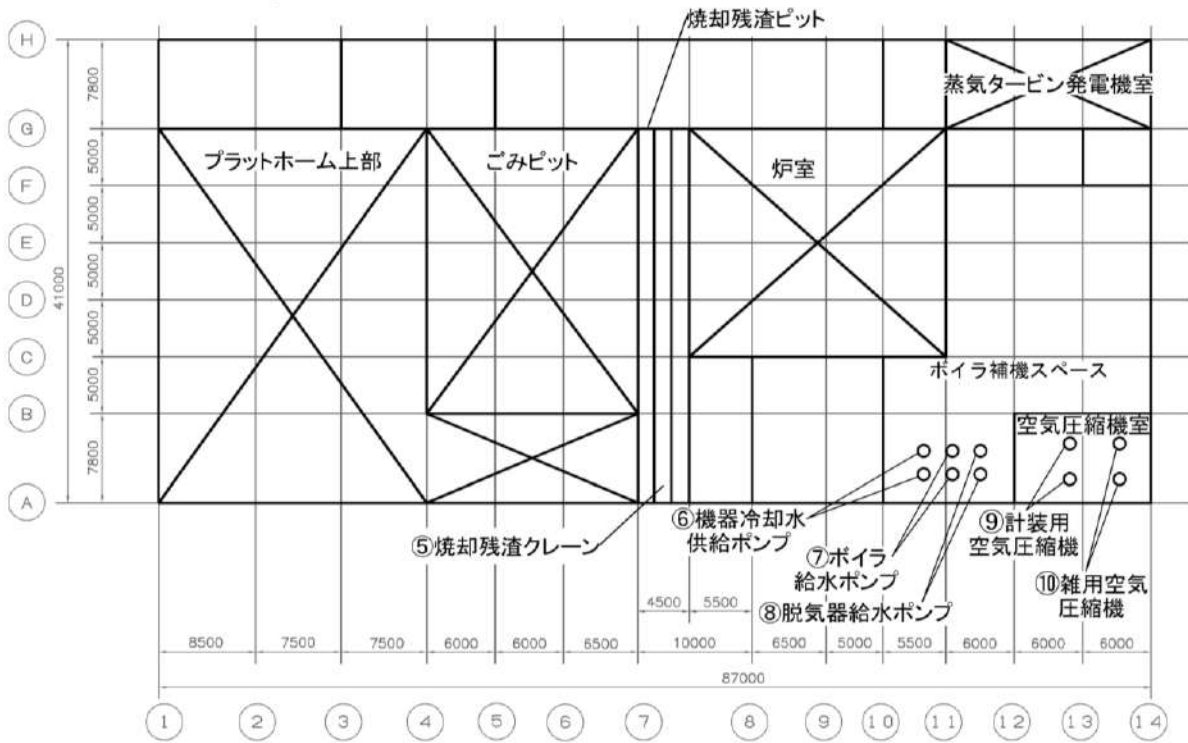 焼却残渣ピット
H
7800
蒸気タービン発電機室
G
5000
プラットホーム上部
ごみピット
炉室
F
5000
E
41000
5000
D
5000
C
5000
ボイラ補機スペース
B
7800
空気圧縮機室
A
⑤焼却残渣クレーン
⑥機器冷却水
供給ポンプ
⑦ボイラ
給水ポンプ
⑧脱気器給水ポンプ
⑨計装用
空気圧縮機
⑩雑用空気
圧縮機
4500
5500
8500
7500
7500
6000
6000
6500
10000
6500
5000
5500
6000
6000
6000
87000
1
2
3
4
5
6
7
8
9
10
11
12
13
14